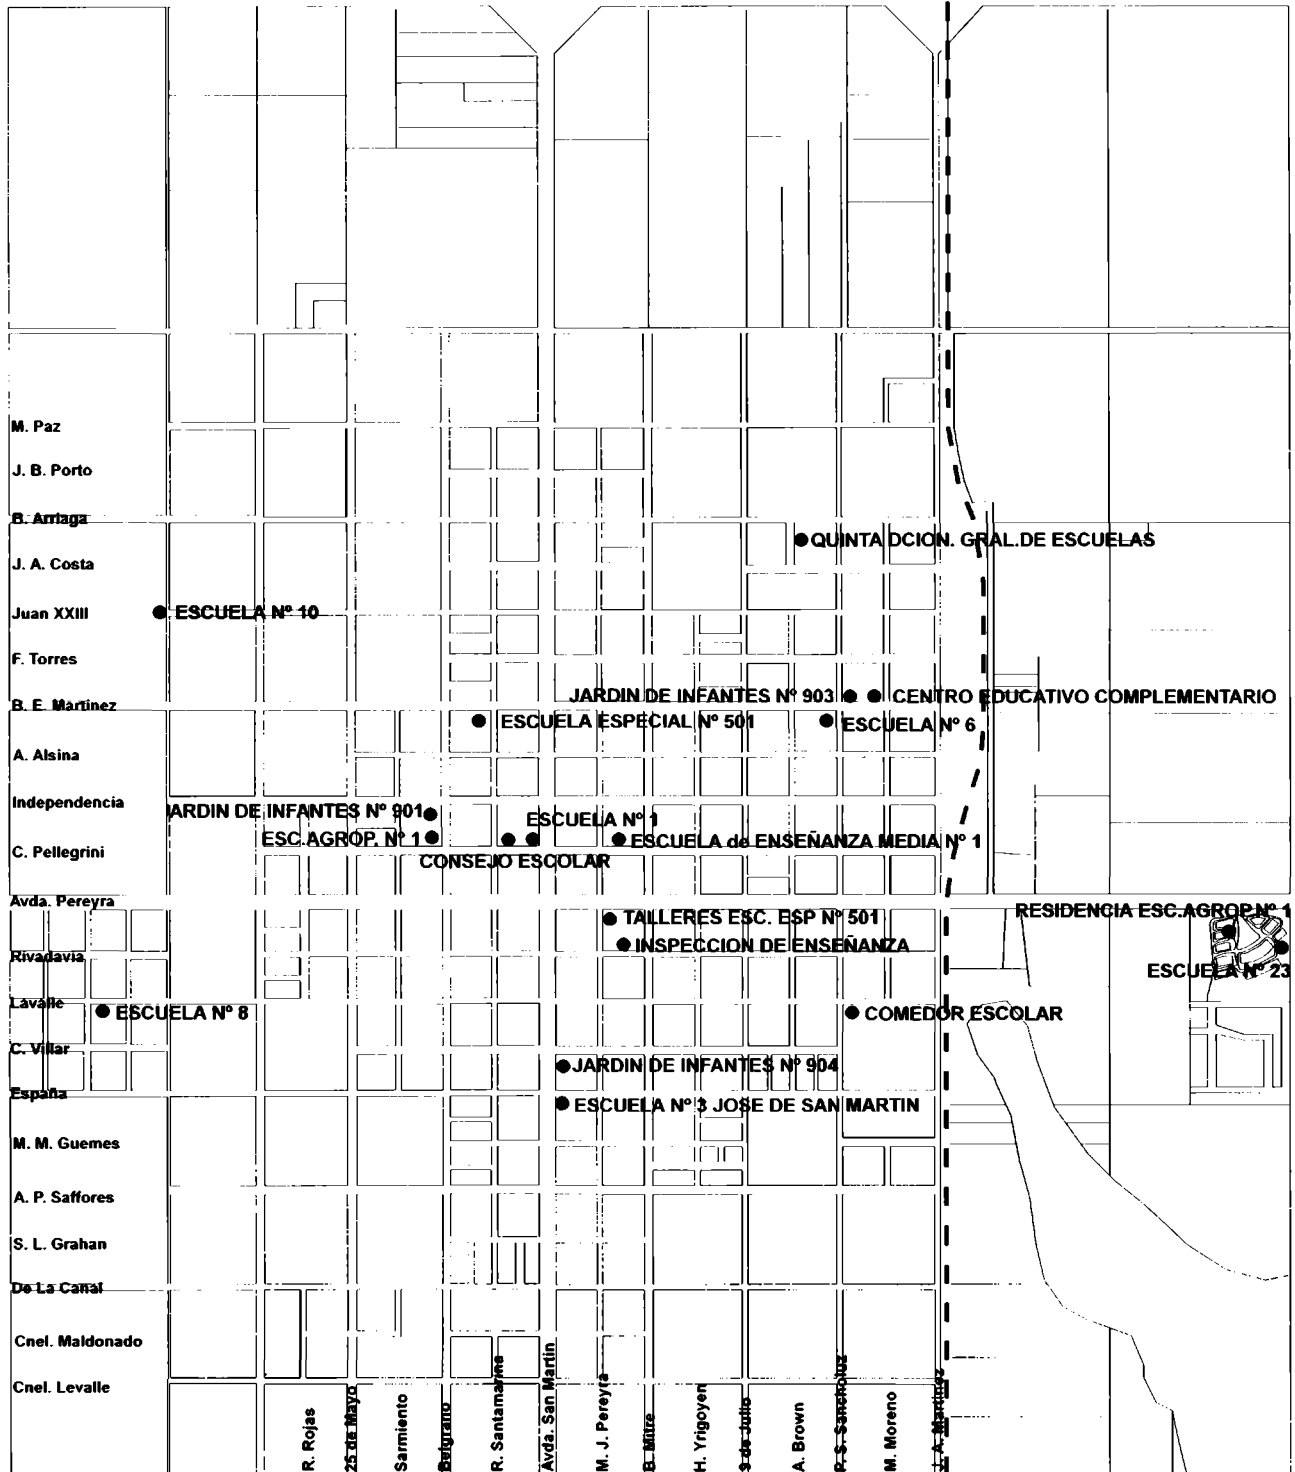 M. Paz
J. B. Porto
B. Arriaga
QUINTA DCION. GRAL.DE ESCUELAS
J. A. Costa
Juan XXIII
ESCUELA Nº 10
F. Torres
JARDIN DE INFANTES Nº 903
CENTRO EDUCATIVO COMPLEMENTARIO
B. E. Martinez
ESCUELA ESPECIAL Nº 501
ESCUELA Nº 6
A. Alsina
Independencia
JARDIN DE INFANTES Nº 901
ESCUELA Nº 1
ESC.AGROP. Nº 1
ESCUELA de ENSEÑANZA MEDIA Nº 1
C. Pellegrini
CONSEJO ESCOLAR
Avda. Pereyra
RESIDENCIA ESC.AGROP.Nº 1
TALLERES ESC. ESP Nº 501
INSPECCION DE ENSEÑANZA
Rivadavia
ESCUELA Nº 23
Lavalle
ESCUELA Nº 8
COMEDOR ESCOLAR
C. Villar
JARDIN DE INFANTES Nº 904
España
ESCUELA Nº 3 JOSE DE SAN MARTIN
M. M. Guemes
A. P. Saffores
S. L. Grahan
De La Canal
Cnel. Maldonado
Cnel. Levalle
R. Rojas
25 de Mayo
Sarmiento
Belgrano
R. Santamarina
Avda. San Martin
M. J. Pereyra
B. Mitre
H. Yrigoyen
9 de Julio
A. Brown
P. S. Sancholuz
M. Moreno
J. A. Martinez